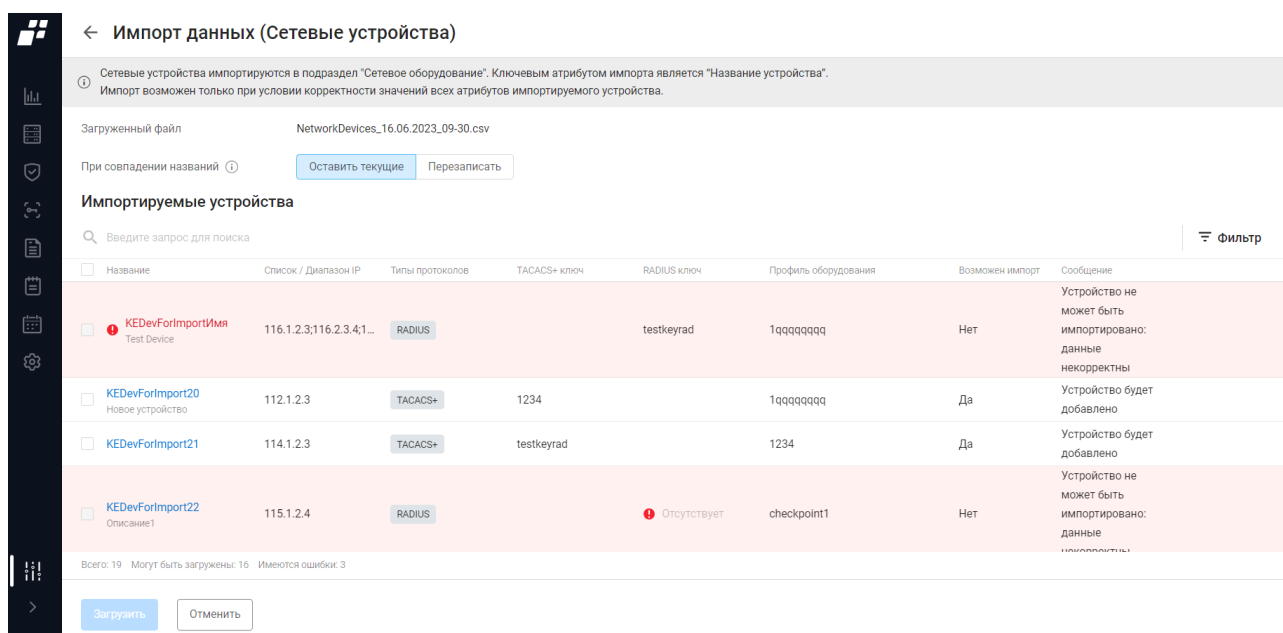 Импорт данных (Сетевые устройства)
Сетевые устройства импортируются в подраздел "Сетевое оборудование". Ключевым атрибутом импорта является "Название устройства".
Импорт возможен только при условии корректности значений всех атрибутов импортируемого устройства.
Загруженный файл NetworkDevices_16.06.2023_09-30.csv
При совпадении названий Оставить текущие Перезаписать
Импортируемые устройства
Введите запрос для поиска Фильтр
Название Список / Диапазон IP Типы протоколов TACACS+ ключ RADIUS ключ Профиль оборудования Возможен импорт Сообщение
KEDevForImportИмя 116.1.2.3;116.2.3.4;1... RADIUS testkeyrad 1qqqqqqqq Нет
Test Device
Устройство не
может быть
импортировано:
данные
некорректны
KEDevForImport20 112.1.2.3 TACACS+ 1234 1qqqqqqqq Да
Новое устройство
Устройство будет
добавлено
KEDevForImport21 114.1.2.3 TACACS+ testkeyrad 1234 Да
Устройство будет
добавлено
KEDevForImport22 115.1.2.4 RADIUS Отсутствует checkpoint1 Нет
Описание1
Устройство не
может быть
импортировано:
данные
некорректны
Всего: 19 Могут быть загружены: 16 Имеются ошибки: 3
Загрузить Отменить